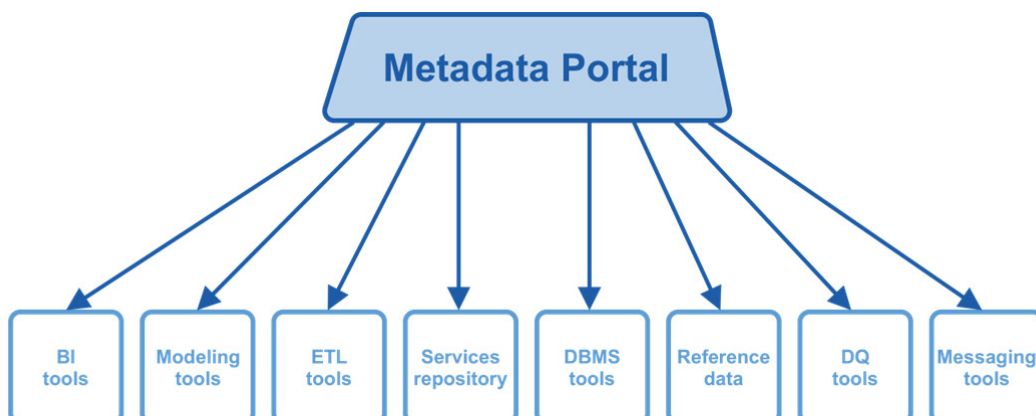 Metadata Portal
BI
tools
Modeling
tools
ETL
tools
Services
repository
DBMS
tools
Reference
data
DQ
tools
Messaging
tools